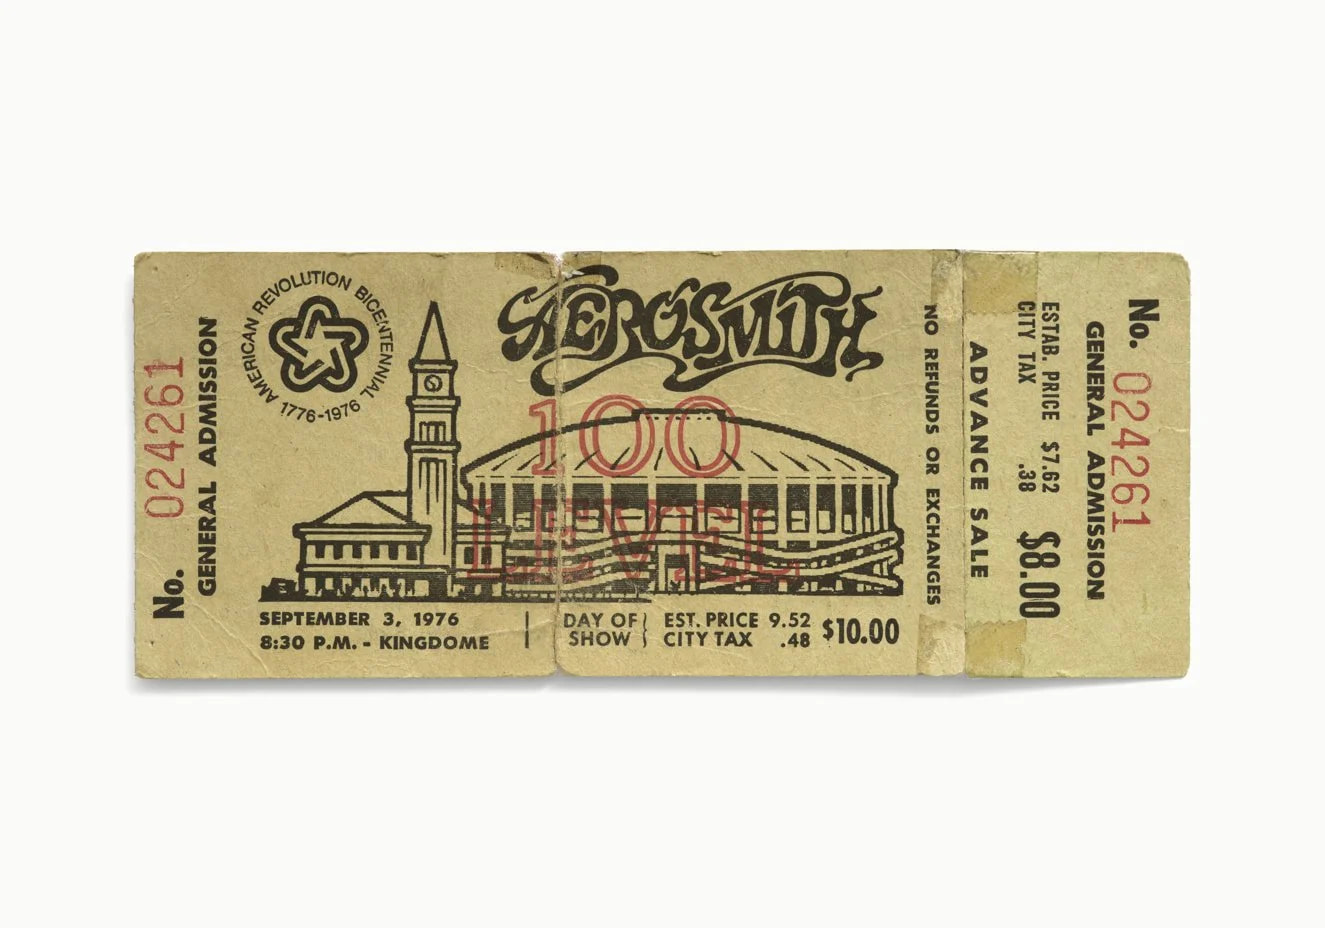 No. 024261
GENERAL ADMISSION
AMERICAN REVOLUTION BICENTENNIAL
1776-1976
AEROSMITH
100
LEVEL
SEPTEMBER 3, 1976
8:30 P.M. - KINGDOME
DAY OF
SHOW
EST. PRICE 9.52
CITY TAX .48
$10.00
NO REFUNDS OR EXCHANGES
ADVANCE SALE
ESTAB. PRICE $7.62
CITY TAX .38
$8.00
GENERAL ADMISSION
No. 024261